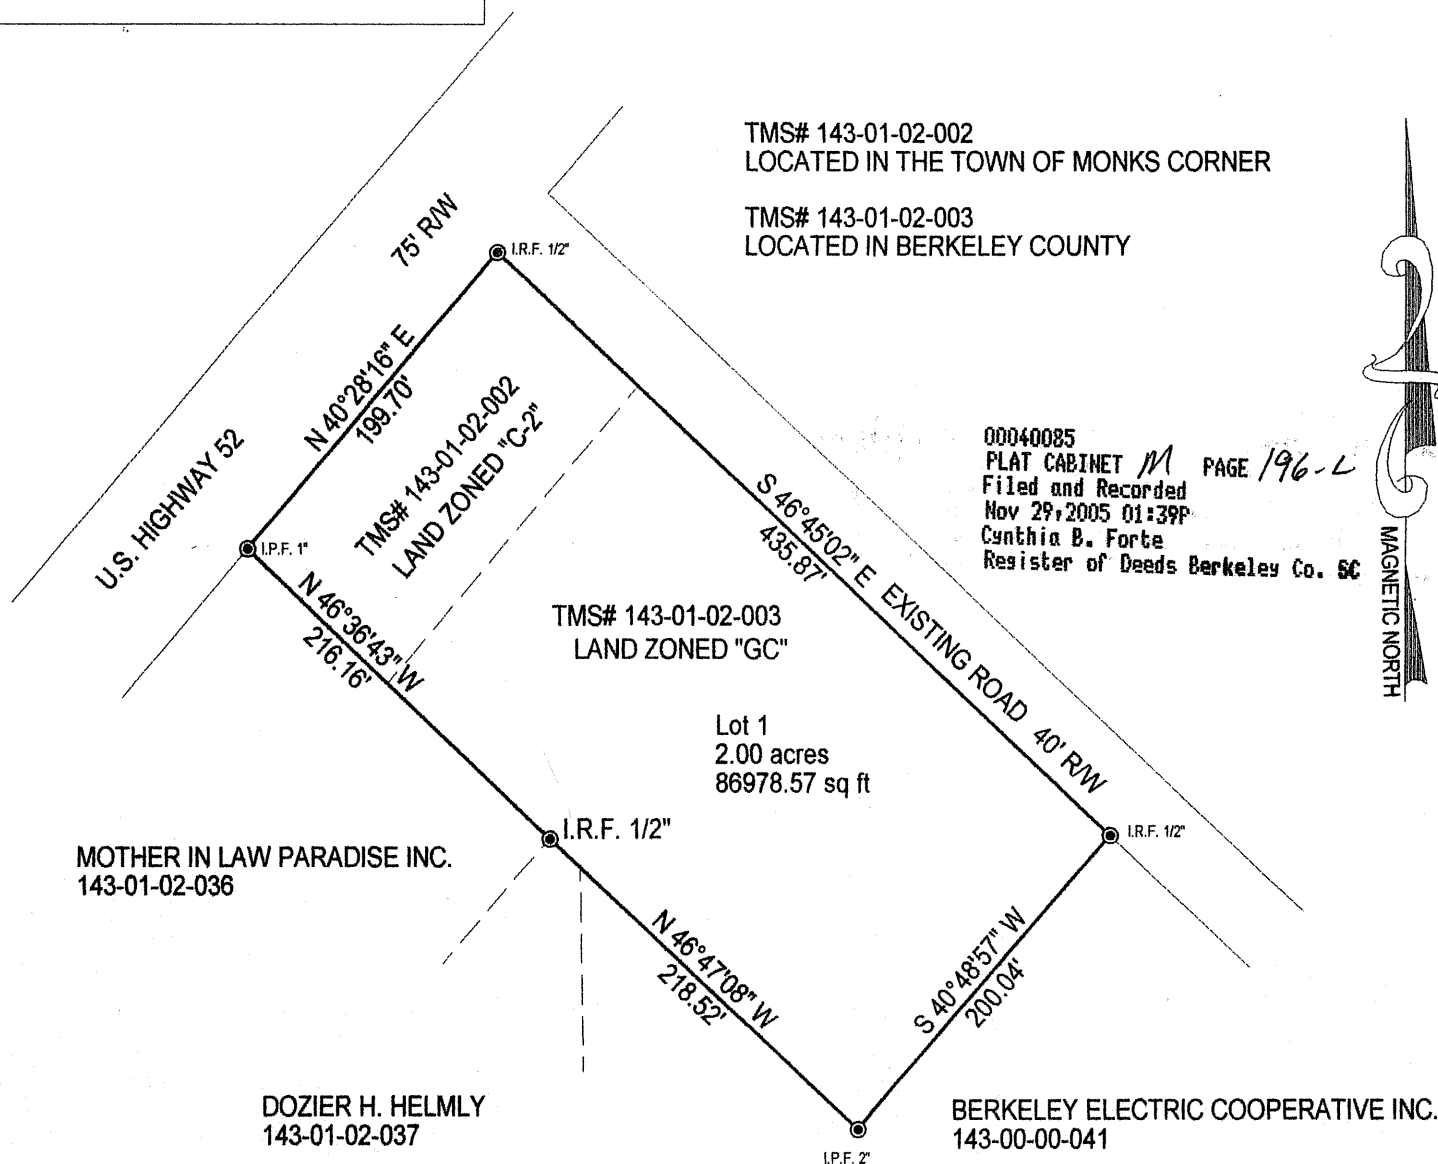 TMS# 143-01-02-002
LOCATED IN THE TOWN OF MONKS CORNER
TMS# 143-01-02-003
LOCATED IN BERKELEY COUNTY
75' R/W
I.R.F. 1/2"
N 40°28'16" E
199.70'
TMS# 143-01-02-002
LAND ZONED "C-2"
U.S. HIGHWAY 52
I.P.F. 1"
00040085
PLAT CABINET M PAGE 196-L
Filed and Recorded
Nov 29,2005 01:39P
Cynthia B. Forte
Register of Deeds Berkeley Co. SC
MAGNETIC NORTH
S 46°45'02" E EXISTING ROAD 40' R/W
435.87'
N 46°36'43" W
216.16'
TMS# 143-01-02-003
LAND ZONED "GC"
Lot 1
2.00 acres
86978.57 sq ft
I.R.F. 1/2"
I.R.F. 1/2"
MOTHER IN LAW PARADISE INC.
143-01-02-036
N 46°47'08" W
218.52'
S 40°48'57" W
200.04'
DOZIER H. HELMLY
143-01-02-037
BERKELEY ELECTRIC COOPERATIVE INC.
143-00-00-041
I.P.F. 2"